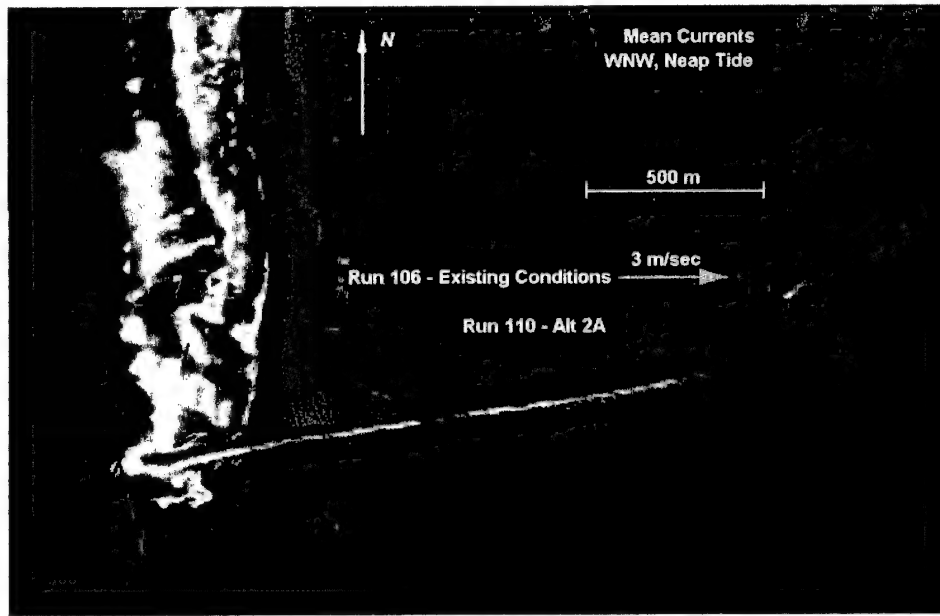 N
Mean Currents
WNW, Neap Tide
500 m
3 m/sec
Run 106 - Existing Conditions
Run 110 - Alt 2A